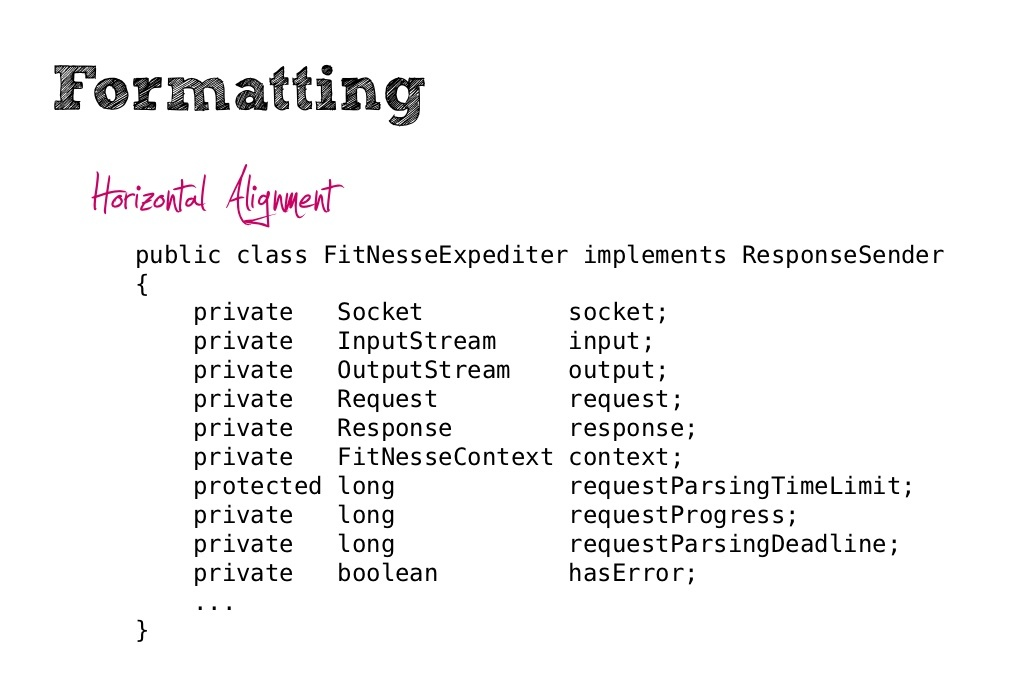 Formatting
Horizontal Alignment
public class FitNesseExpediter implements ResponseSender
{
    private   Socket          socket;
    private   InputStream     input;
    private   OutputStream    output;
    private   Request         request;
    private   Response        response;
    private   FitNesseContext context;
    protected long            requestParsingTimeLimit;
    private   long            requestProgress;
    private   long            requestParsingDeadline;
    private   boolean         hasError;
    ...
}